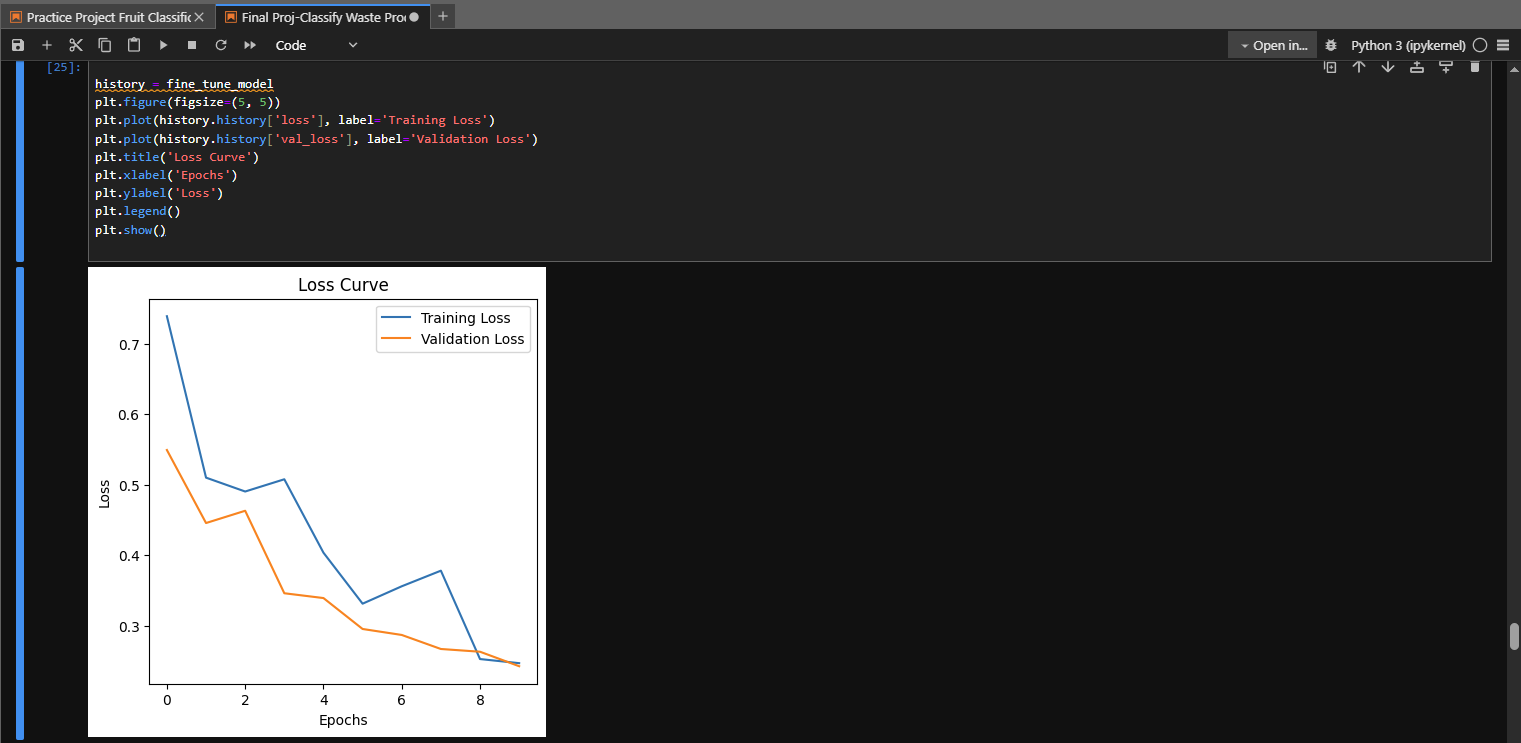 Practice Project Fruit Classific
Final Proj-Classify Waste Prod
Code
Open in...
Python 3 (ipykernel)
[25]:
history = fine_tune_model
plt.figure(figsize=(5, 5))
plt.plot(history.history['loss'], label='Training Loss')
plt.plot(history.history['val_loss'], label='Validation Loss')
plt.title('Loss Curve')
plt.xlabel('Epochs')
plt.ylabel('Loss')
plt.legend()
plt.show()
Loss Curve
Training Loss
Validation Loss
0.7
0.6
0.5
0.4
0.3
Loss
0 2 4 6 8
Epochs